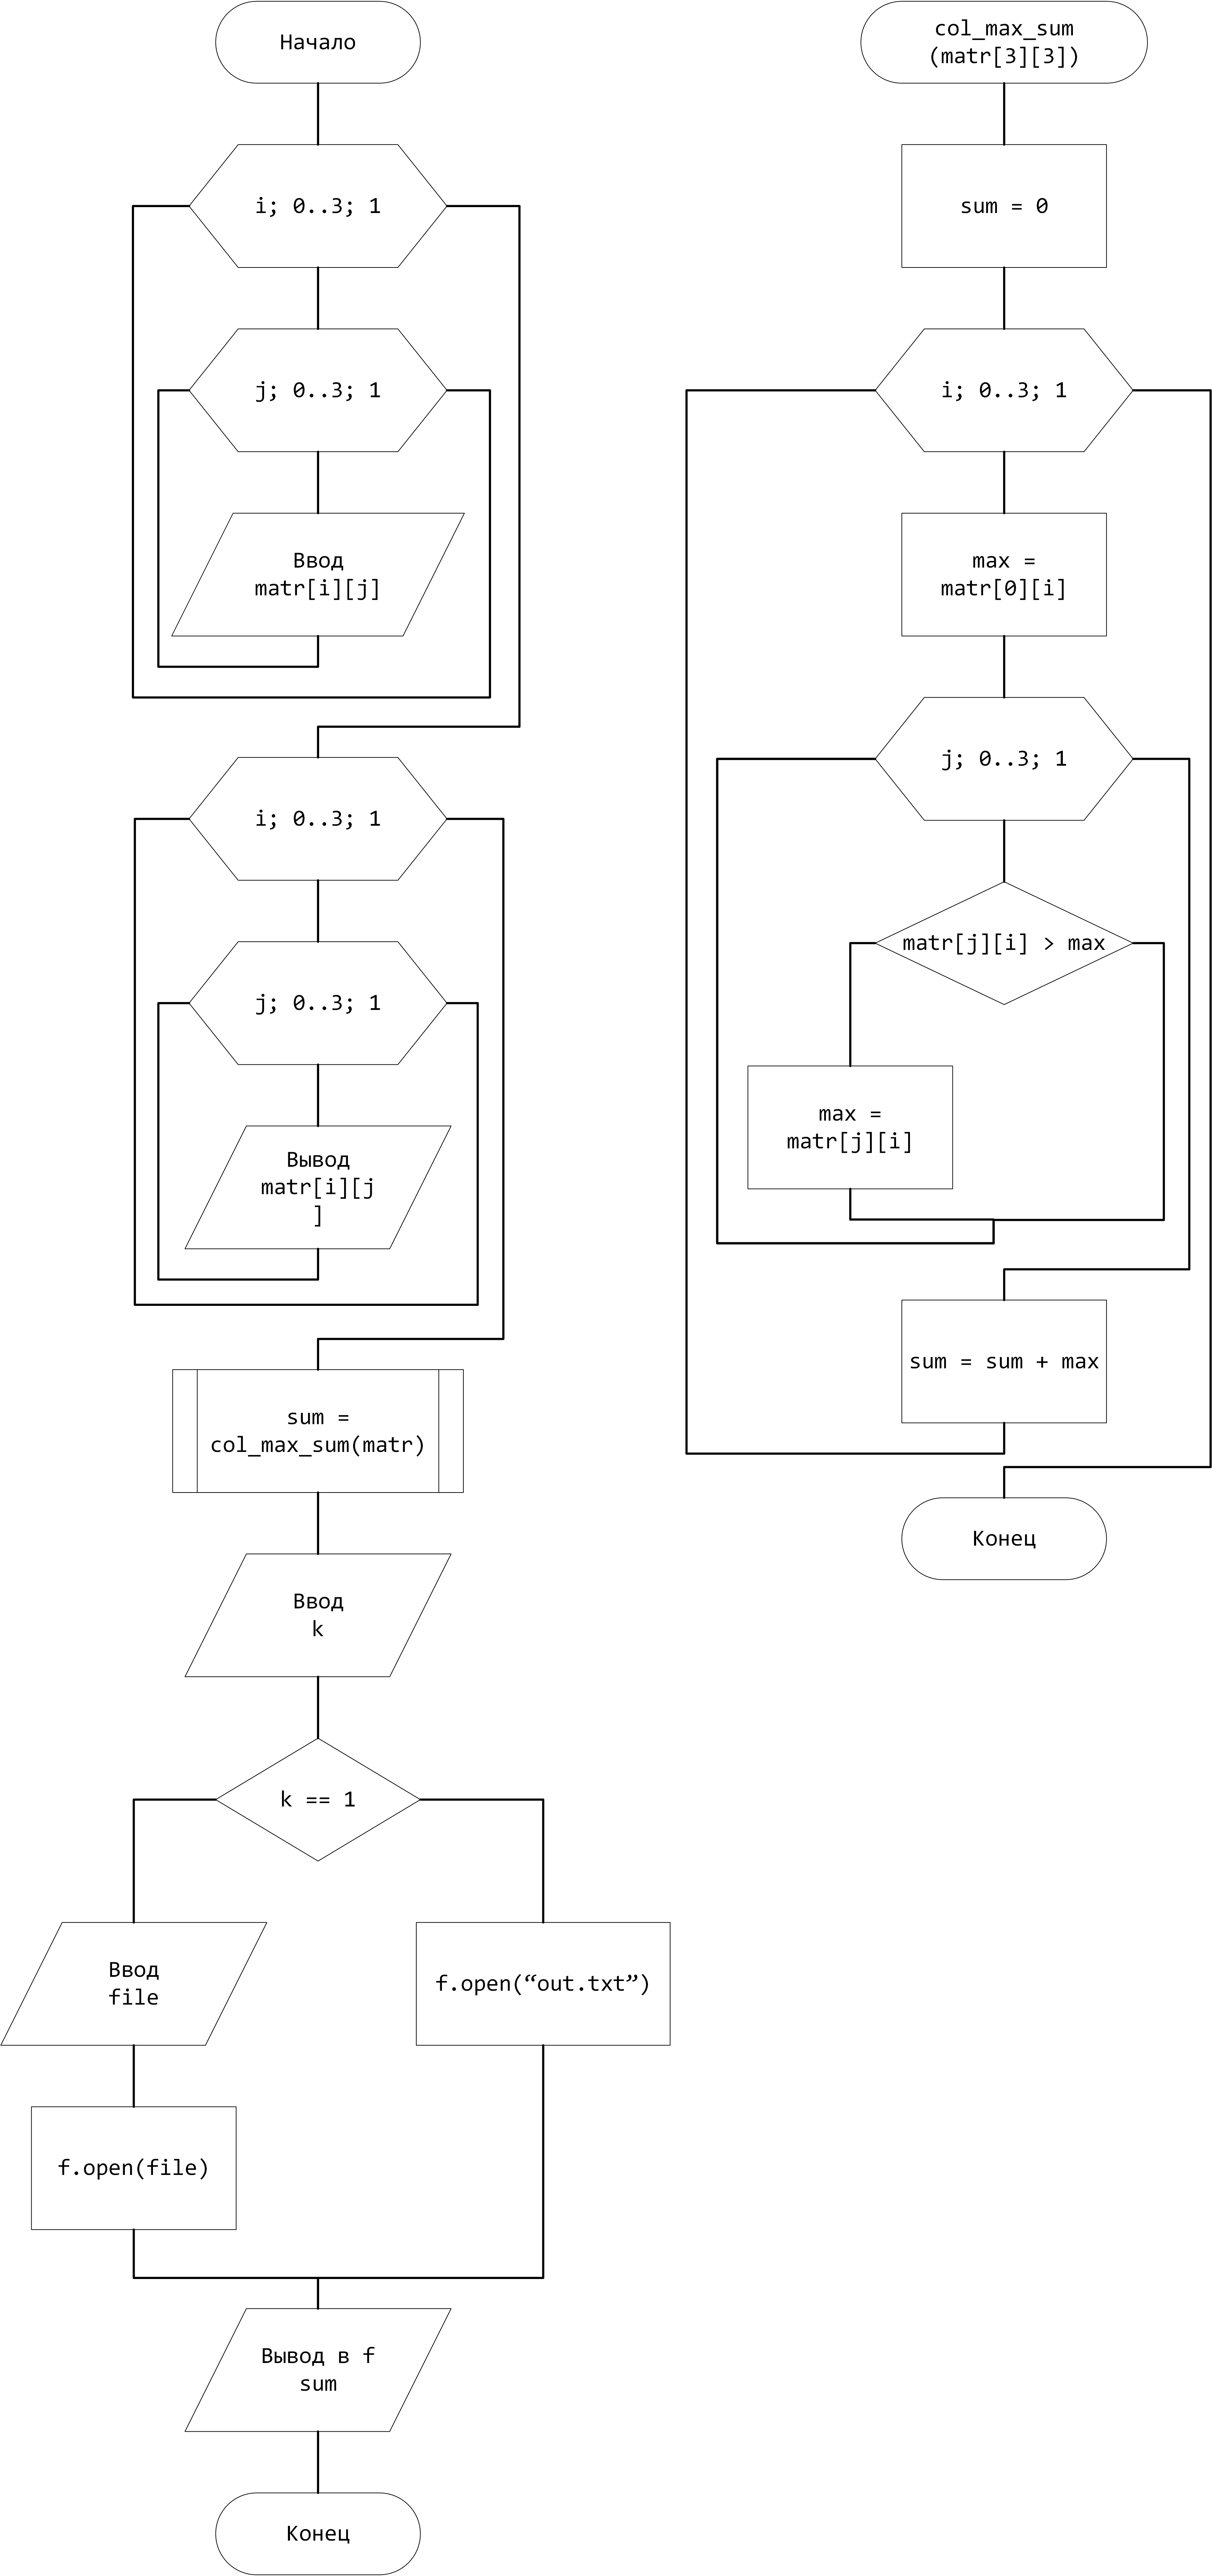 Начало
i; 0..3; 1
j; 0..3; 1
Ввод
matr[i][j]
i; 0..3; 1
j; 0..3; 1
Вывод
matr[i][j
]
sum =
col_max_sum(matr)
Ввод
k
k == 1
Ввод
file
f.open(“out.txt”)
f.open(file)
Вывод в f
sum
Конец
col_max_sum
(matr[3][3])
sum = 0
i; 0..3; 1
max =
matr[0][i]
j; 0..3; 1
matr[j][i] > max
max =
matr[j][i]
sum = sum + max
Конец